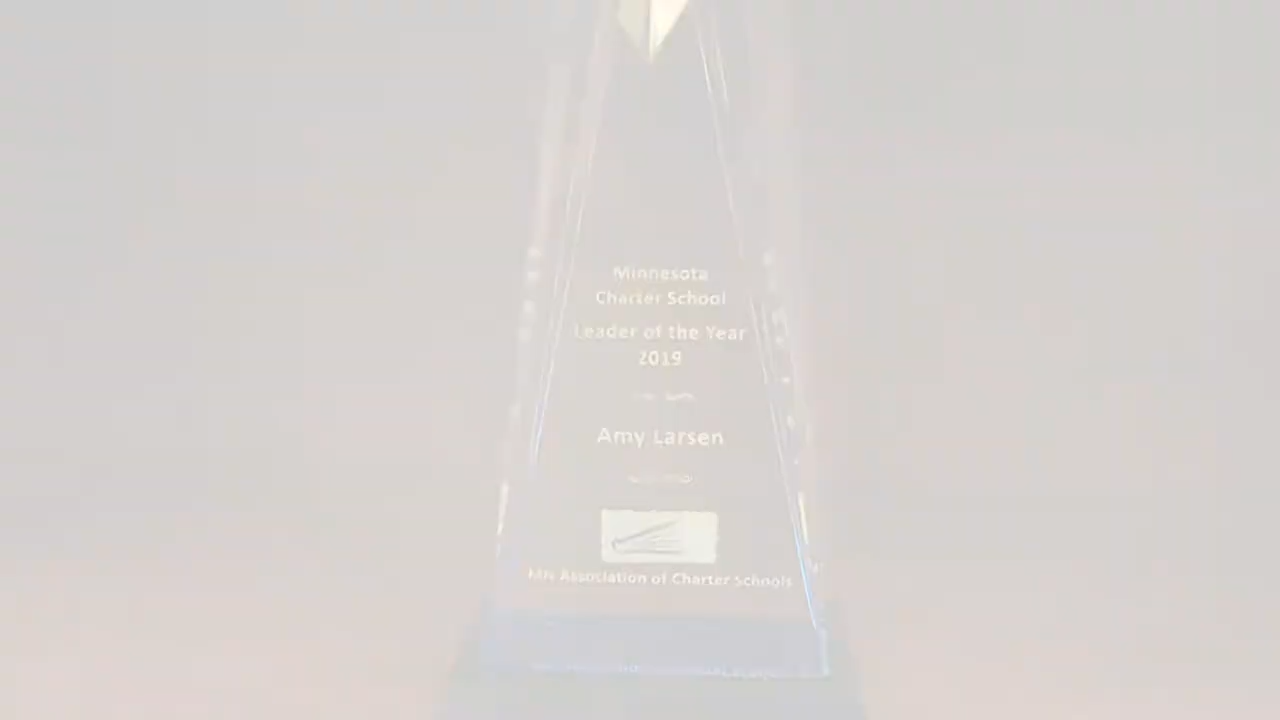 Minnesota
Charter School
Leader of the Year
2019
Amy Larsen
MN Association of Charter Schools